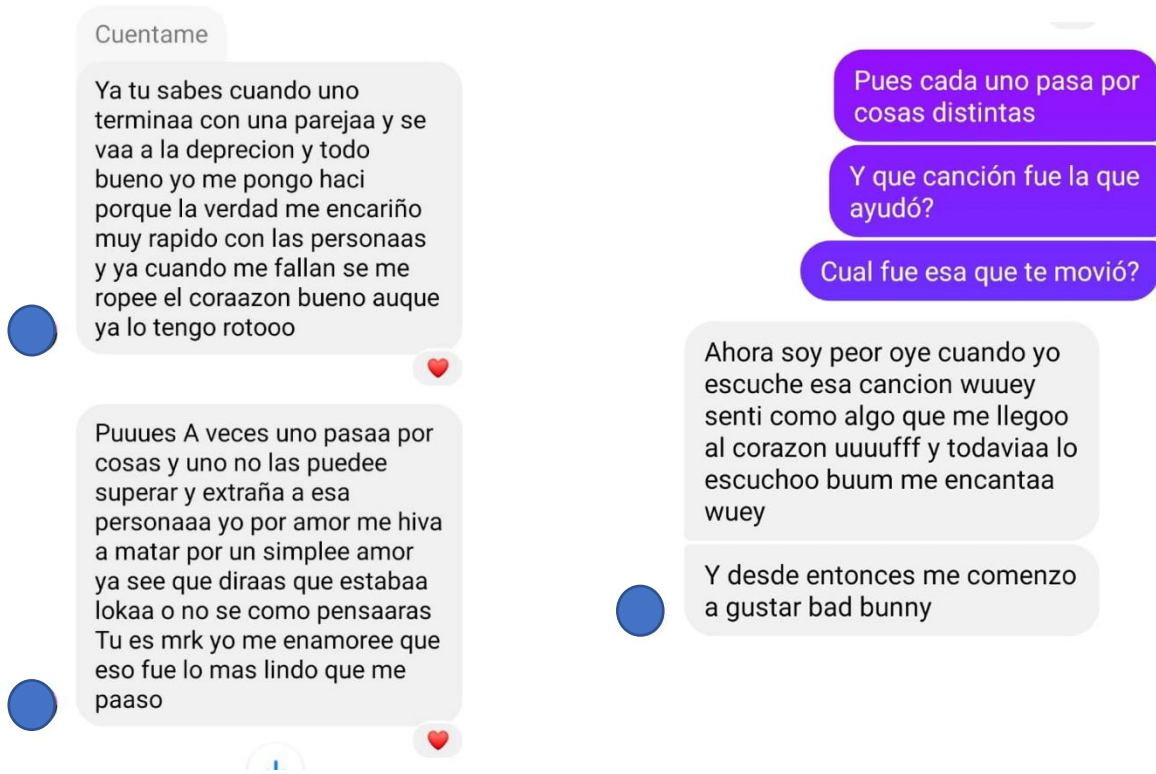 Cuentame
Ya tu sabes cuando uno
terminaa con una parejaa y se
vaa a la deprecion y todo
bueno yo me pongo haci
porque la verdad me encariño
muy rapido con las personaas
y ya cuando me fallan se me
ropee el coraazon bueno auque
ya lo tengo rotooo
Puuues A veces uno pasaa por
cosas y uno no las puedee
superar y extraña a esa
personaaa yo por amor me hiva
a matar por un simplee amor
ya see que diraas que estabaa
lokaa o no se como pensaaras
Tu es mrk yo me enamoree que
eso fue lo mas lindo que me
paaso
Pues cada uno pasa por
cosas distintas
Y que canción fue la que
ayudó?
Cual fue esa que te movió?
Ahora soy peor oye cuando yo
escuche esa cancion wuuey
senti como algo que me llegoo
al corazon uuuufff y todaviaa lo
escuchoo buum me encantaa
wuey
Y desde entonces me comenzo
a gustar bad bunny